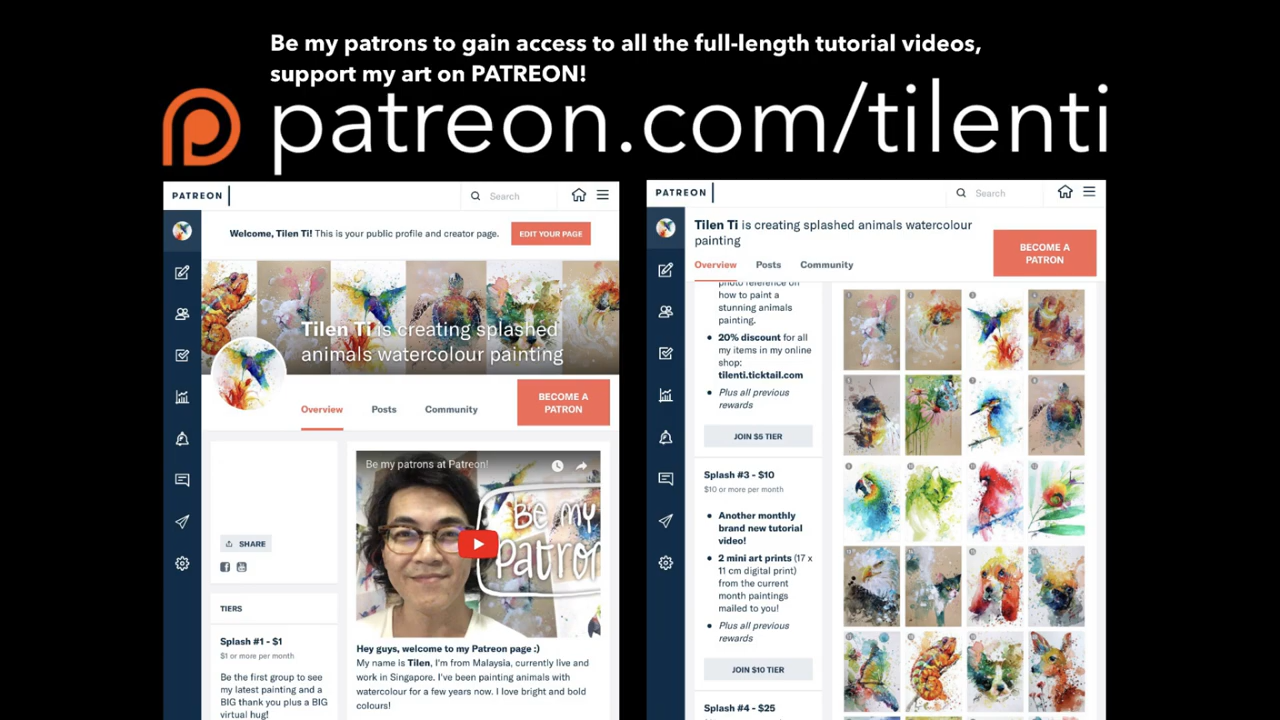 Be my patrons to gain access to all the full-length tutorial videos,
support my art on PATREON!
patreon.com/tilenti
PATREON
Search
Welcome, Tilen Ti! This is your public profile and creator page.
EDIT YOUR PAGE
Tilen Ti is creating splashed
animals watercolour painting
Overview
Posts
Community
BECOME A
PATRON
SHARE
TIERS
Splash #1 - $1
$1 or more per month
Be the first group to see
my latest painting and a
BIG thank you plus a BIG
virtual hug!
Be my patrons at Patreon!
Be my
Patron
Hey guys, welcome to my Patreon page :)
My name is Tilen, I'm from Malaysia, currently live and
work in Singapore. I've been painting animals with
watercolour for a few years now. I love bright and bold
colours!
PATREON
Search
Tilen Ti is creating splashed animals watercolour
painting
BECOME A
PATRON
Overview
Posts
Community
photo reference on
how to paint a
stunning animals
painting.
20% discount for all
my items in my online
shop:
tilenti.ticktail.com
Plus all previous
rewards
JOIN $5 TIER
Splash #3 - $10
$10 or more per month
Another monthly
brand new tutorial
video!
2 mini art prints (17 x
11 cm digital print)
from the current
month paintings
mailed to you!
Plus all previous
rewards
JOIN $10 TIER
Splash #4 - $25